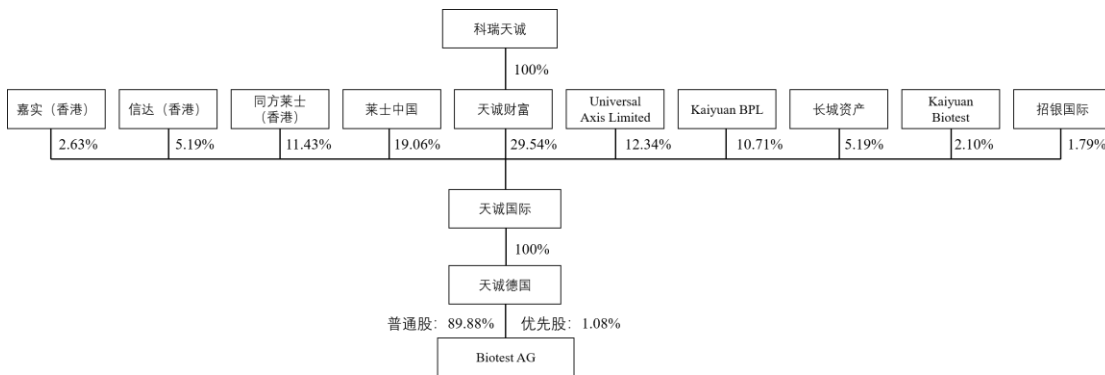 科瑞天诚
100%
嘉实（香港）
信达（香港）
同方莱士
（香港）
莱士中国
天诚财富
Universal
Axis Limited
Kaiyuan BPL
长城资产
Kaiyuan
Biotest
招银国际
2.63%
5.19%
11.43%
19.06%
29.54%
12.34%
10.71%
5.19%
2.10%
1.79%
天诚国际
100%
天诚德国
普通股：89.88%
优先股：1.08%
Biotest AG